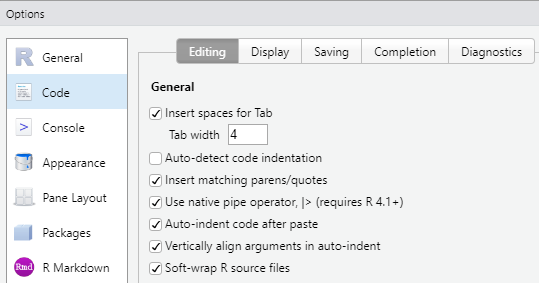 Options
General
Code
Console
Appearance
Pane Layout
Packages
Rmd R Markdown
Editing Display Saving Completion Diagnostics
General
Insert spaces for Tab
Tab width 4
Auto-detect code indentation
Insert matching parens/quotes
Use native pipe operator, |> (requires R 4.1+)
Auto-indent code after paste
Vertically align arguments in auto-indent
Soft-wrap R source files